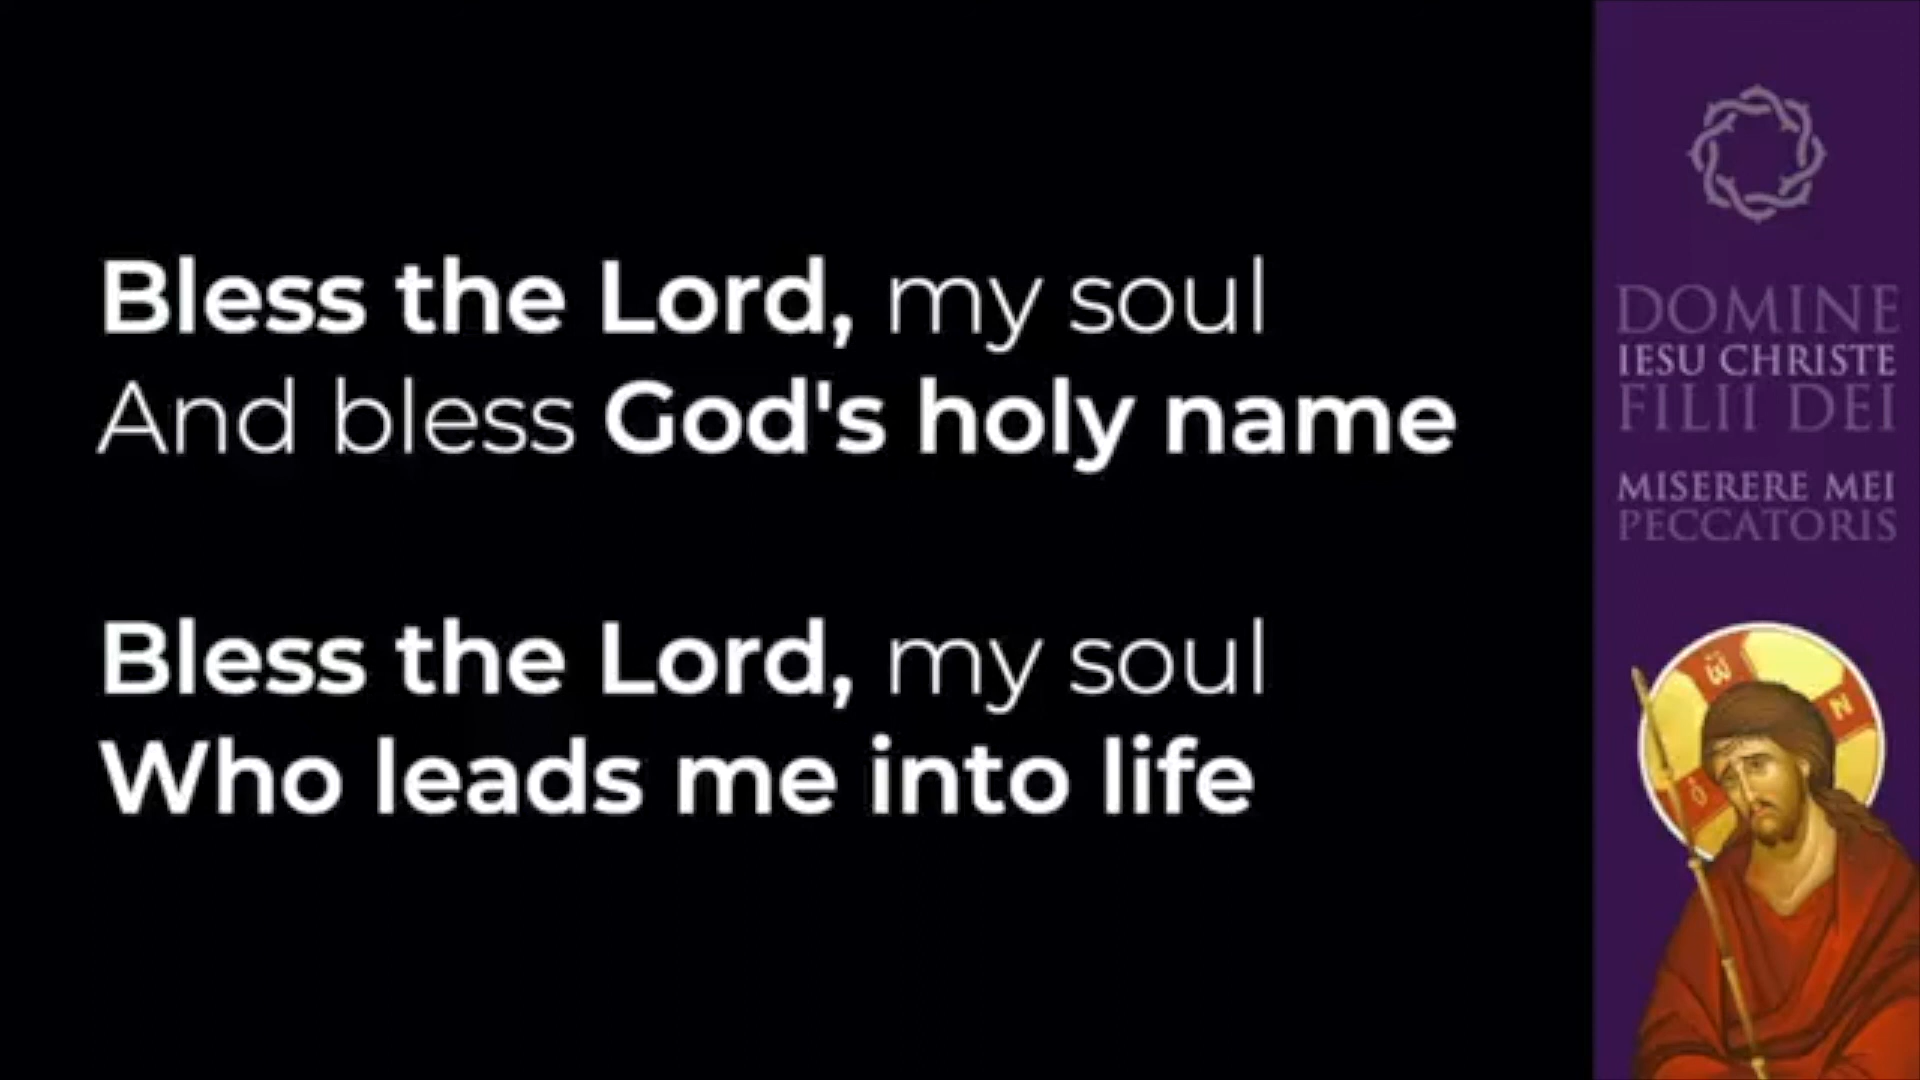 Bless the Lord, my soul
And bless God's holy name
Bless the Lord, my soul
Who leads me into life
DOMINE
IESU CHRISTE
FILII DEI
MISERERE MEI
PECCATORIS
Ὤ
Ν
Ὁ